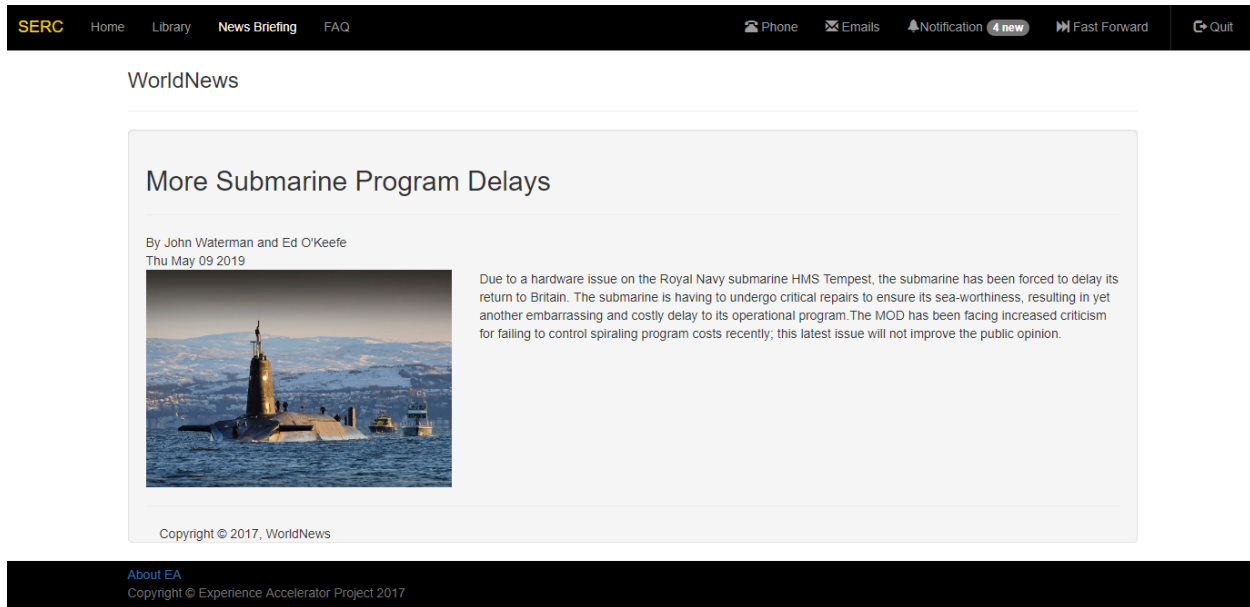 SERC Home Library News Briefing FAQ Phone Emails Notification 4 new Fast Forward Quit
WorldNews
More Submarine Program Delays
By John Waterman and Ed O'Keefe
Thu May 09 2019
Due to a hardware issue on the Royal Navy submarine HMS Tempest, the submarine has been forced to delay its
return to Britain. The submarine is having to undergo critical repairs to ensure its sea-worthiness, resulting in yet
another embarrassing and costly delay to its operational program.The MOD has been facing increased criticism
for failing to control spiraling program costs recently; this latest issue will not improve the public opinion.
Copyright © 2017, WorldNews
About EA
Copyright © Experience Accelerator Project 2017